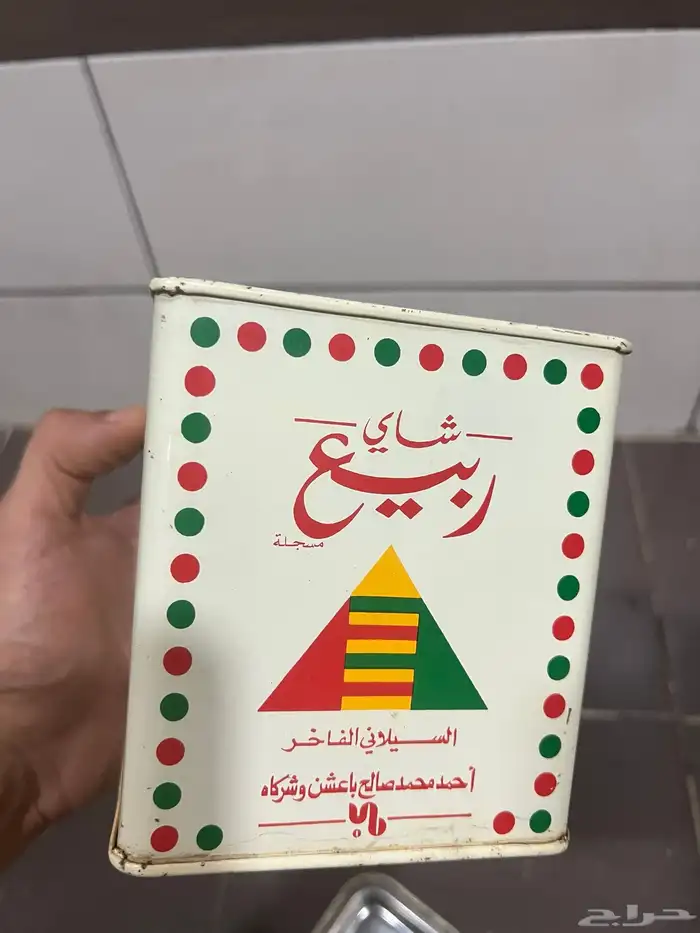 شاي
ربيع
مسجلة
السيلاني الفاخر
أحمد محمد صالح باعشن وشركاه
حراج